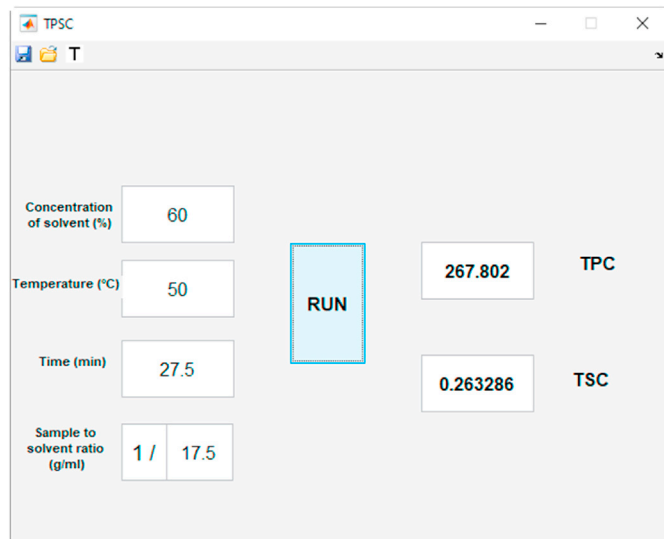 TPSC
T
Concentration
of solvent (%)
60
Temperature (ºC)
50
Time (min)
27.5
Sample to
solvent ratio
(g/ml)
1 /
17.5
RUN
267.802
TPC
0.263286
TSC